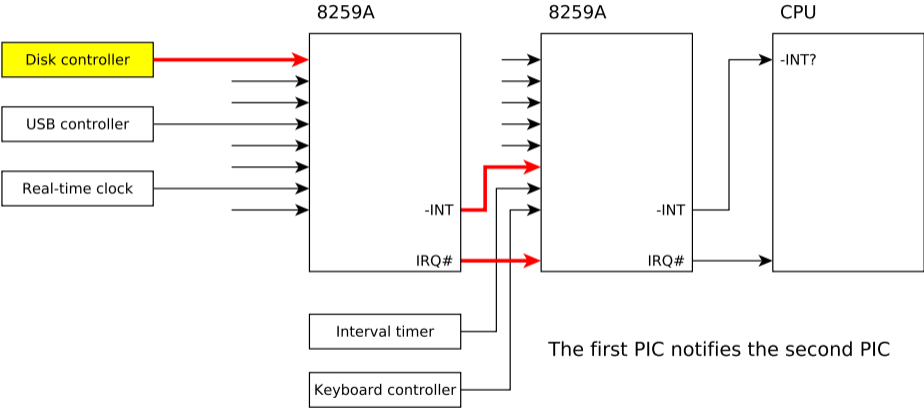 8259A
8259A
CPU
Disk controller
-INT?
USB controller
Real-time clock
-INT
-INT
IRQ#
IRQ#
Interval timer
The first PIC notifies the second PIC
Keyboard controller